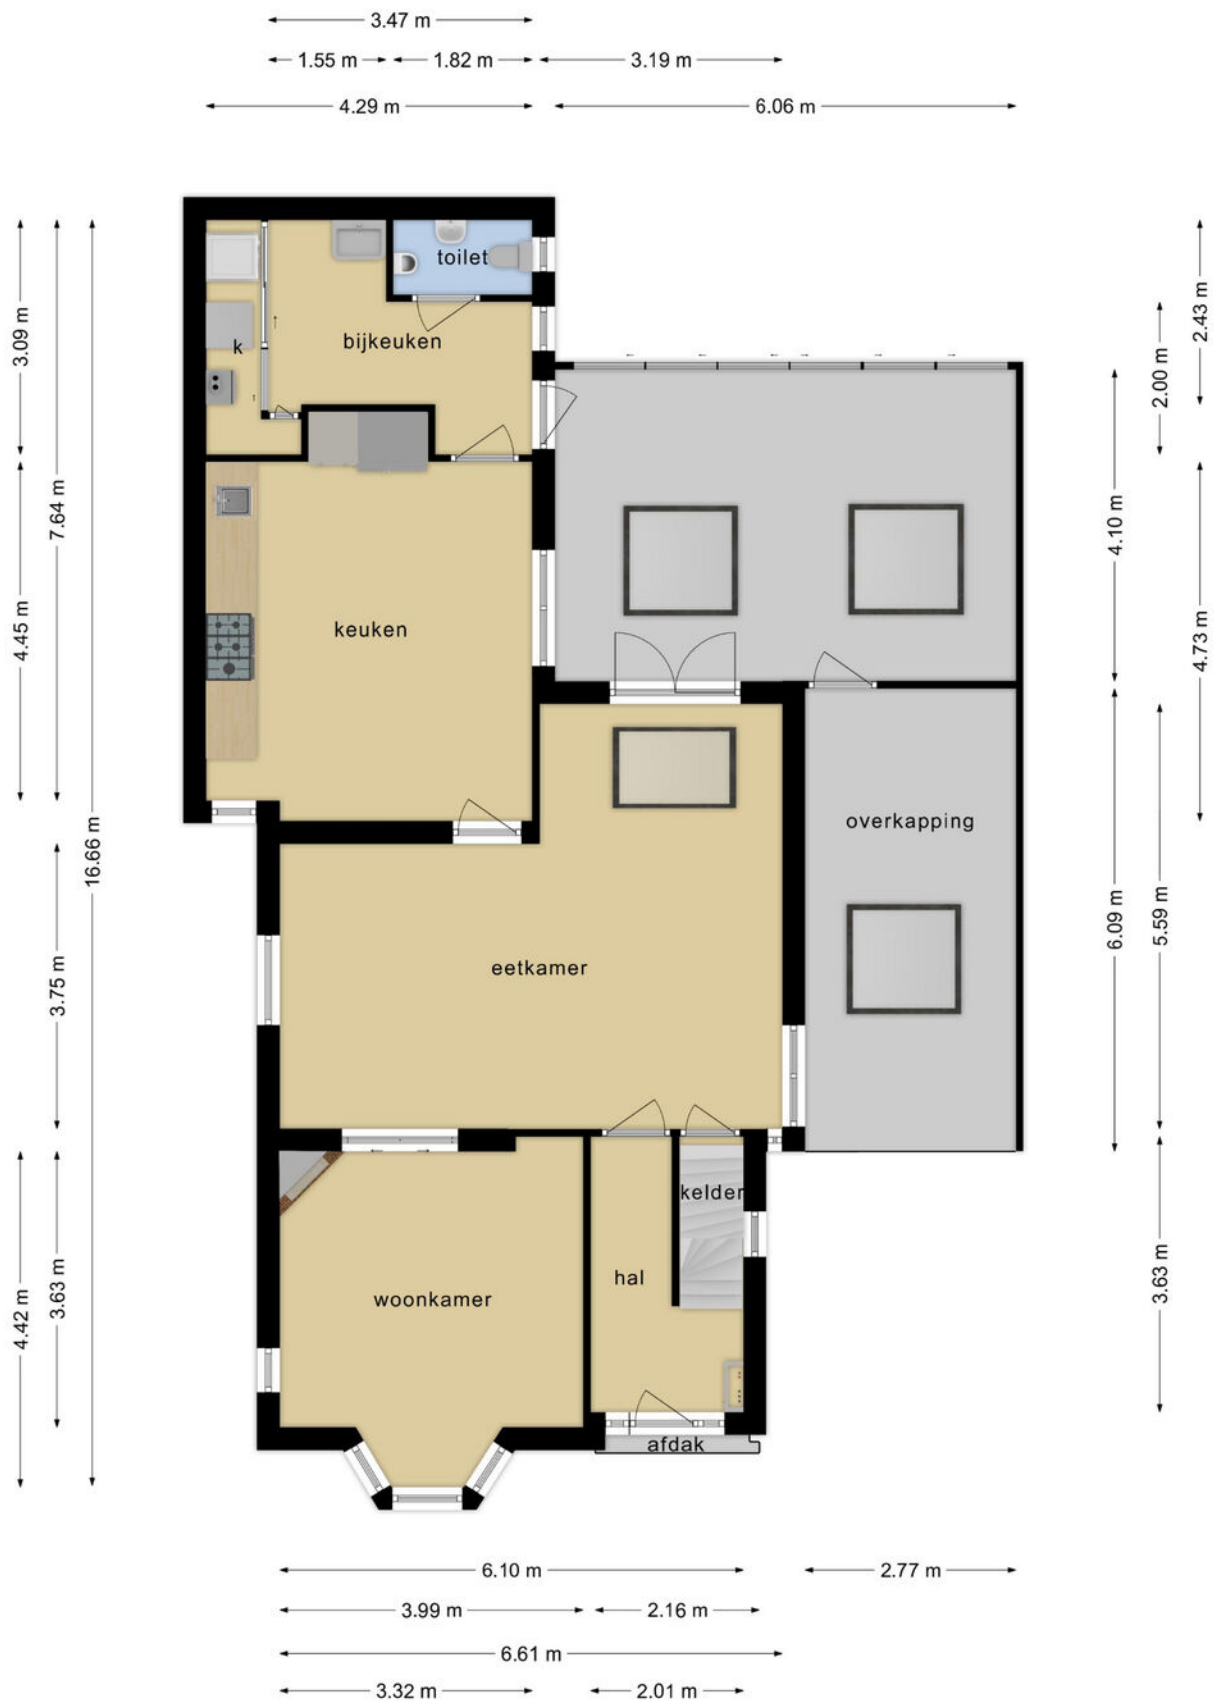 3.47 m
1.55 m
1.82 m
3.19 m
4.29 m
6.06 m
toilet
bijkeuken
k
keuken
overkapping
eetkamer
kelder
hal
woonkamer
afdak
3.09 m
4.45 m
7.64 m
16.66 m
3.75 m
4.42 m
3.63 m
2.43 m
2.00 m
4.10 m
4.73 m
6.09 m
5.59 m
3.63 m
6.10 m
2.77 m
3.99 m
2.16 m
6.61 m
3.32 m
2.01 m